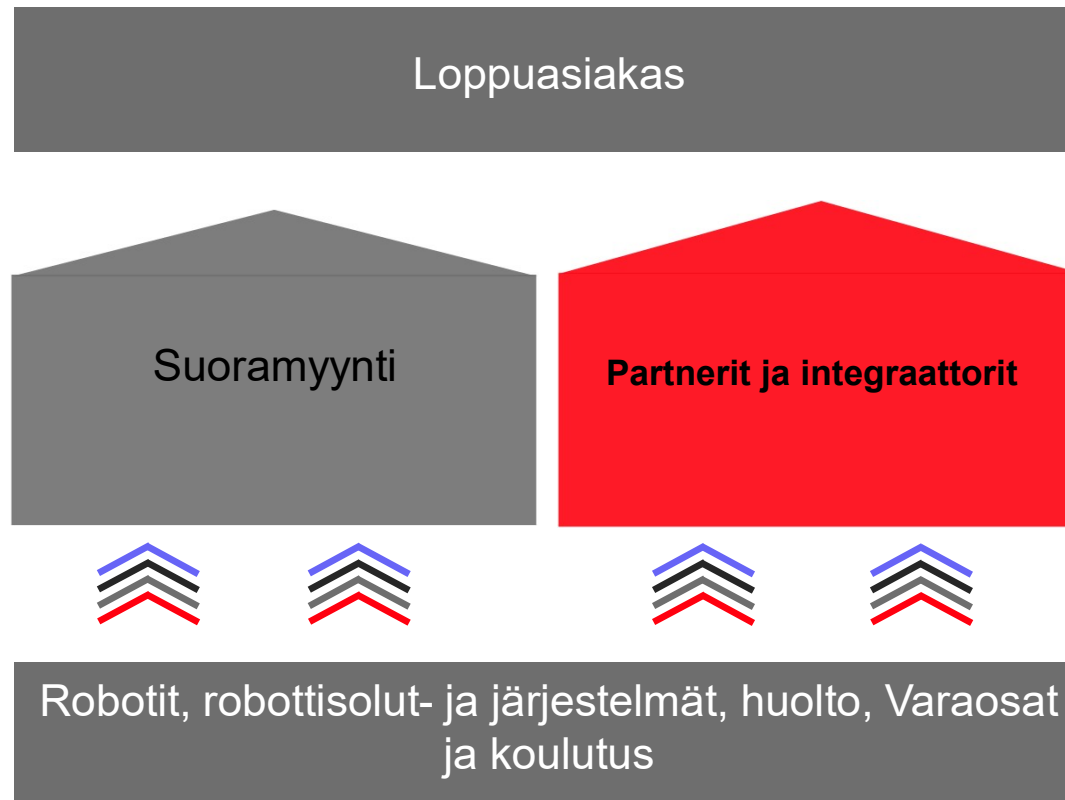 Loppuasiakas
Suoramyynti
Partnerit ja integraattorit
Robotit, robottisolut- ja järjestelmät, huolto, Varaosat
ja koulutus